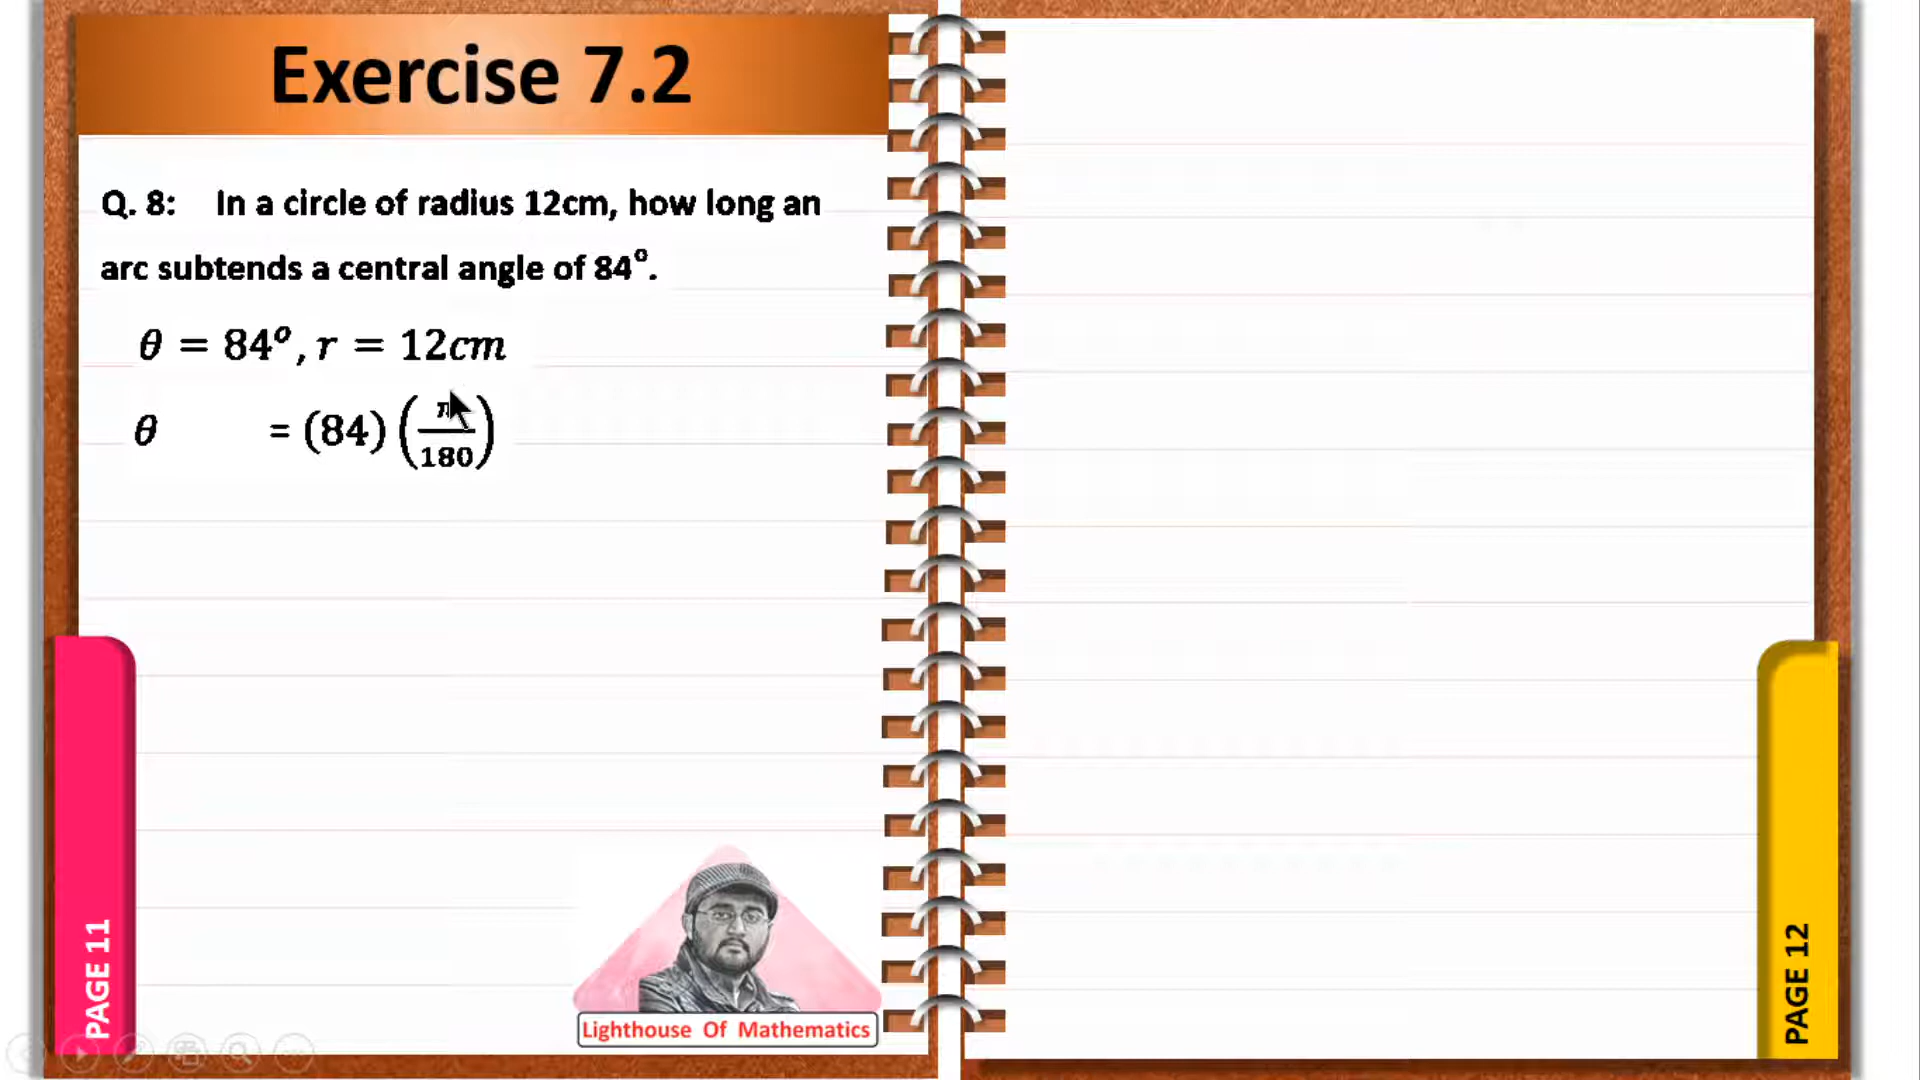 Exercise 7.2
Q. 8: In a circle of radius 12cm, how long an
arc subtends a central angle of 84°.
θ = 84°, r = 12cm
θ = (84) (π/180)
PAGE 11
Lighthouse Of Mathematics
PAGE 12